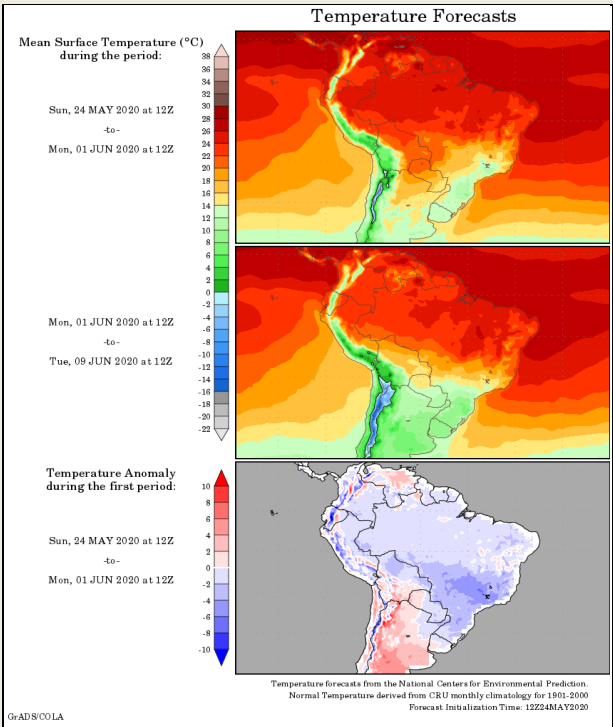 Temperature Forecasts
Mean Surface Temperature (°C)
during the period:
Sun, 24 MAY 2020 at 12Z
-to-
Mon, 01 JUN 2020 at 12Z
38
36
34
32
30
28
26
24
22
20
18
16
14
12
10
8
6
4
2
0
-2
-4
-6
-8
-10
-12
-14
-16
-18
-20
-22
Mon, 01 JUN 2020 at 12Z
-to-
Tue, 09 JUN 2020 at 12Z
Temperature Anomaly
during the first period:
Sun, 24 MAY 2020 at 12Z
-to-
Mon, 01 JUN 2020 at 12Z
10
8
6
4
2
0
-2
-4
-6
-8
-10
Temperature forecasts from the National Centers for Environmental Prediction.
Normal Temperature derived from CRU monthly climatology for 1901-2000
Forecast Initialization Time: 12Z24MAY2020
GrADS/COLA